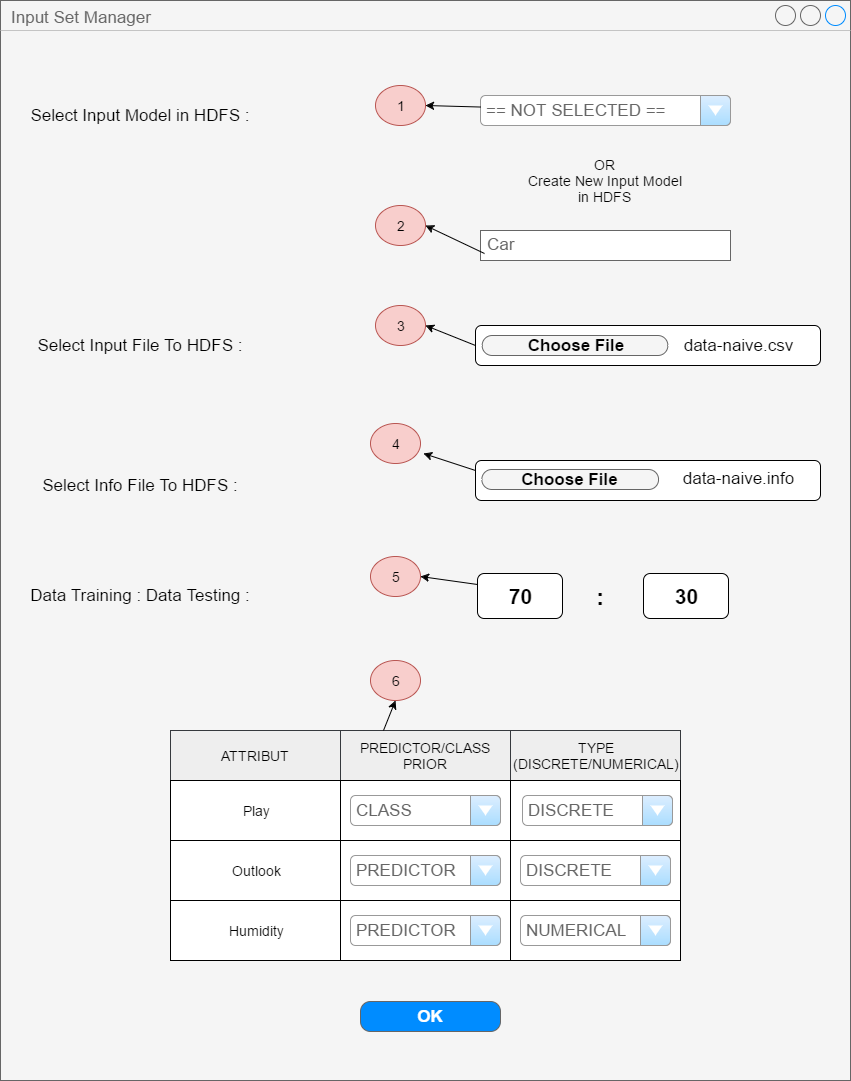 Input Set Manager
Select Input Model in HDFS :
1
== NOT SELECTED ==
OR
Create New Input Model
in HDFS
2
Car
3
Select Input File To HDFS :
Choose File
data-naive.csv
4
Select Info File To HDFS :
Choose File
data-naive.info
5
Data Training : Data Testing :
70 : 30
6
ATTRIBUT
PREDICTOR/CLASS
PRIOR
TYPE
(DISCRETE/NUMERICAL)
Play
CLASS
DISCRETE
Outlook
PREDICTOR
DISCRETE
Humidity
PREDICTOR
NUMERICAL
OK